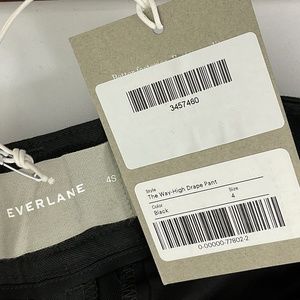 3457460
EVERLANE
4S
Style
The Way-High Drape Pant
Color
Black
Size
4
0-00000-77802-2